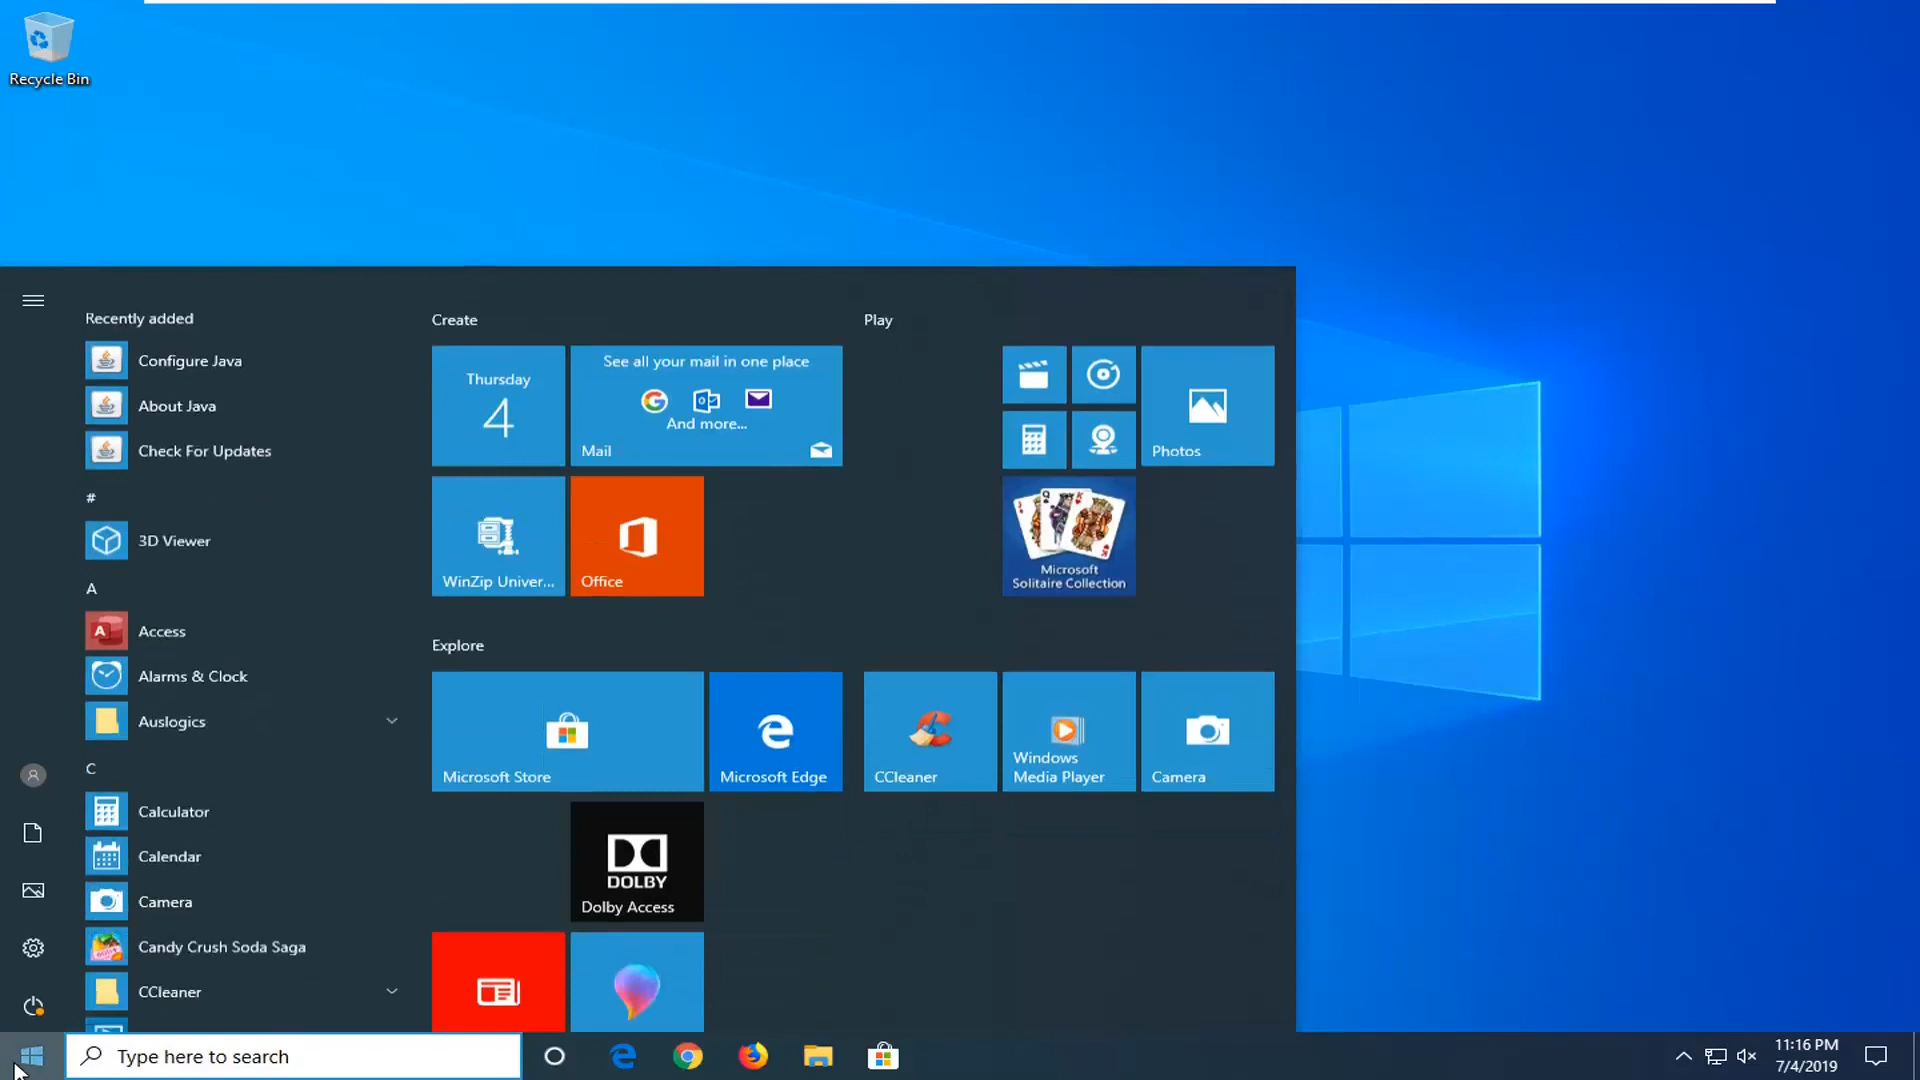 Recycle Bin
Recently added
Configure Java
About Java
Check For Updates
#
3D Viewer
A
Access
Alarms & Clock
Auslogics
C
Calculator
Calendar
Camera
Candy Crush Soda Saga
CCleaner
Create
Thursday
4
See all your mail in one place
And more...
Mail
WinZip Univer...
Office
Explore
Microsoft Store
Microsoft Edge
DOLBY
Dolby Access
Play
Photos
Microsoft
Solitaire Collection
CCleaner
Windows
Media Player
Camera
Type here to search
11:16 PM
7/4/2019